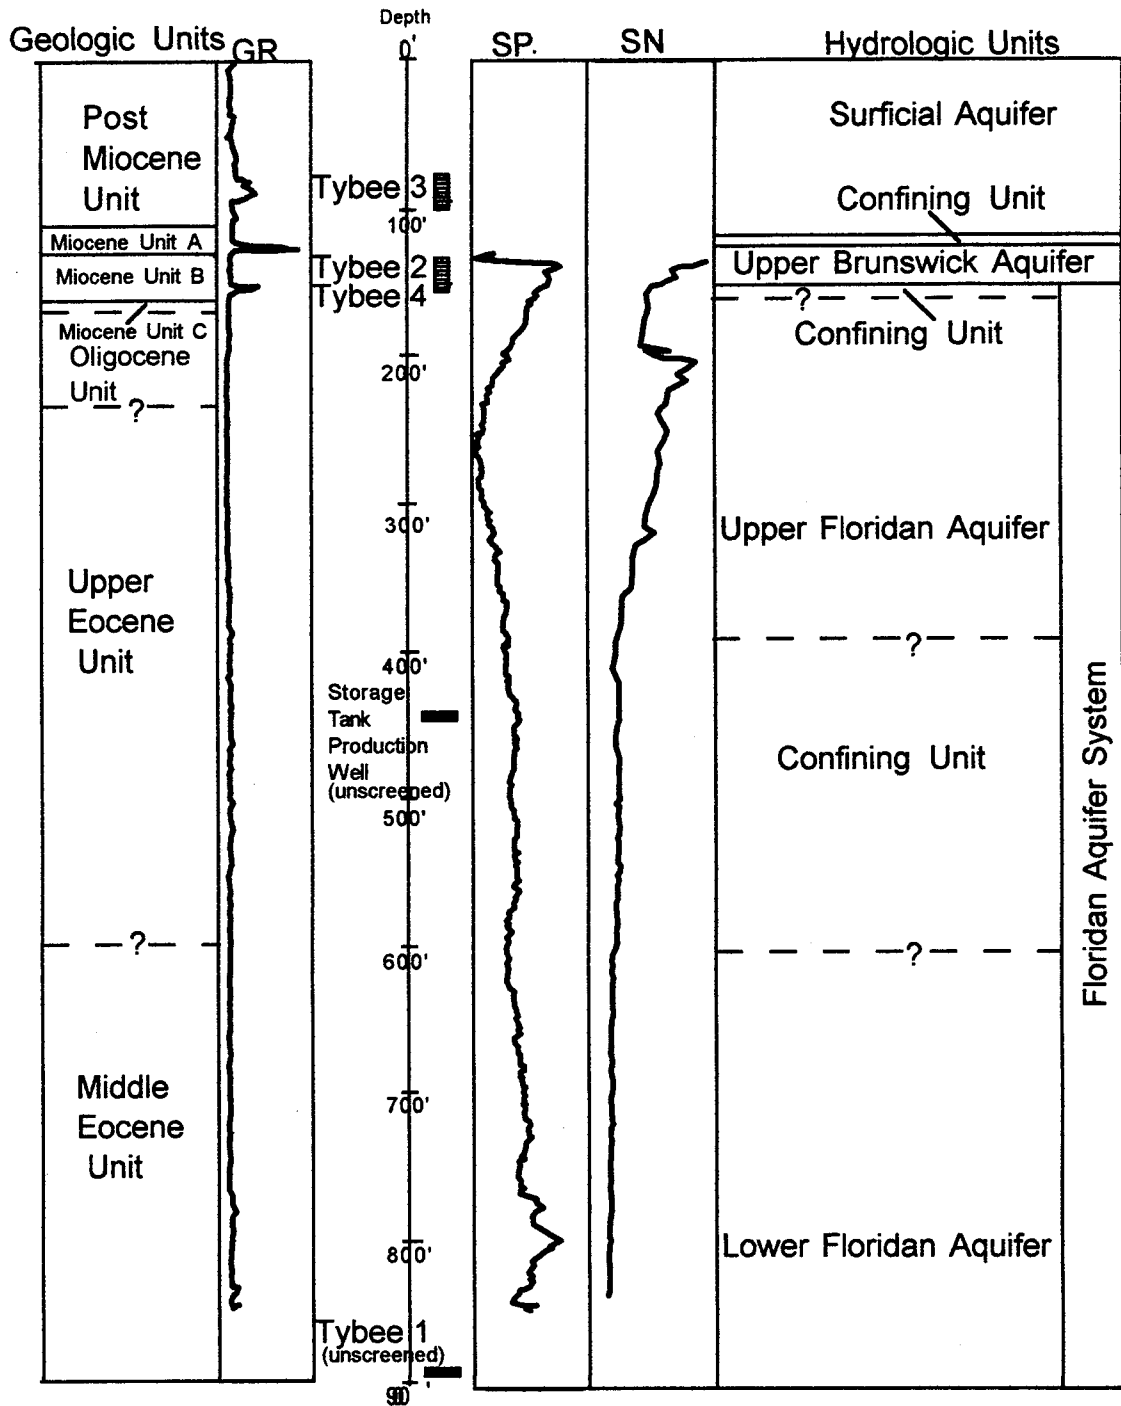 Depth
Geologic Units
GR
0'
SP.
SN
Hydrologic Units
Post
Miocene
Unit
Surficial Aquifer
Tybee 3
Confining Unit
100'
Miocene Unit A
Miocene Unit B
Tybee 2
Tybee 4
Upper Brunswick Aquifer
?
Miocene Unit C
Confining Unit
Oligocene
Unit
200'
?
300'
Upper Floridan Aquifer
Upper
Eocene
Unit
?
400'
Storage
Tank
Production
Well
(unscreened)
Confining Unit
500'
Floridan Aquifer System
?
?
600'
Middle
Eocene
Unit
700'
800'
Lower Floridan Aquifer
Tybee 1
(unscreened)